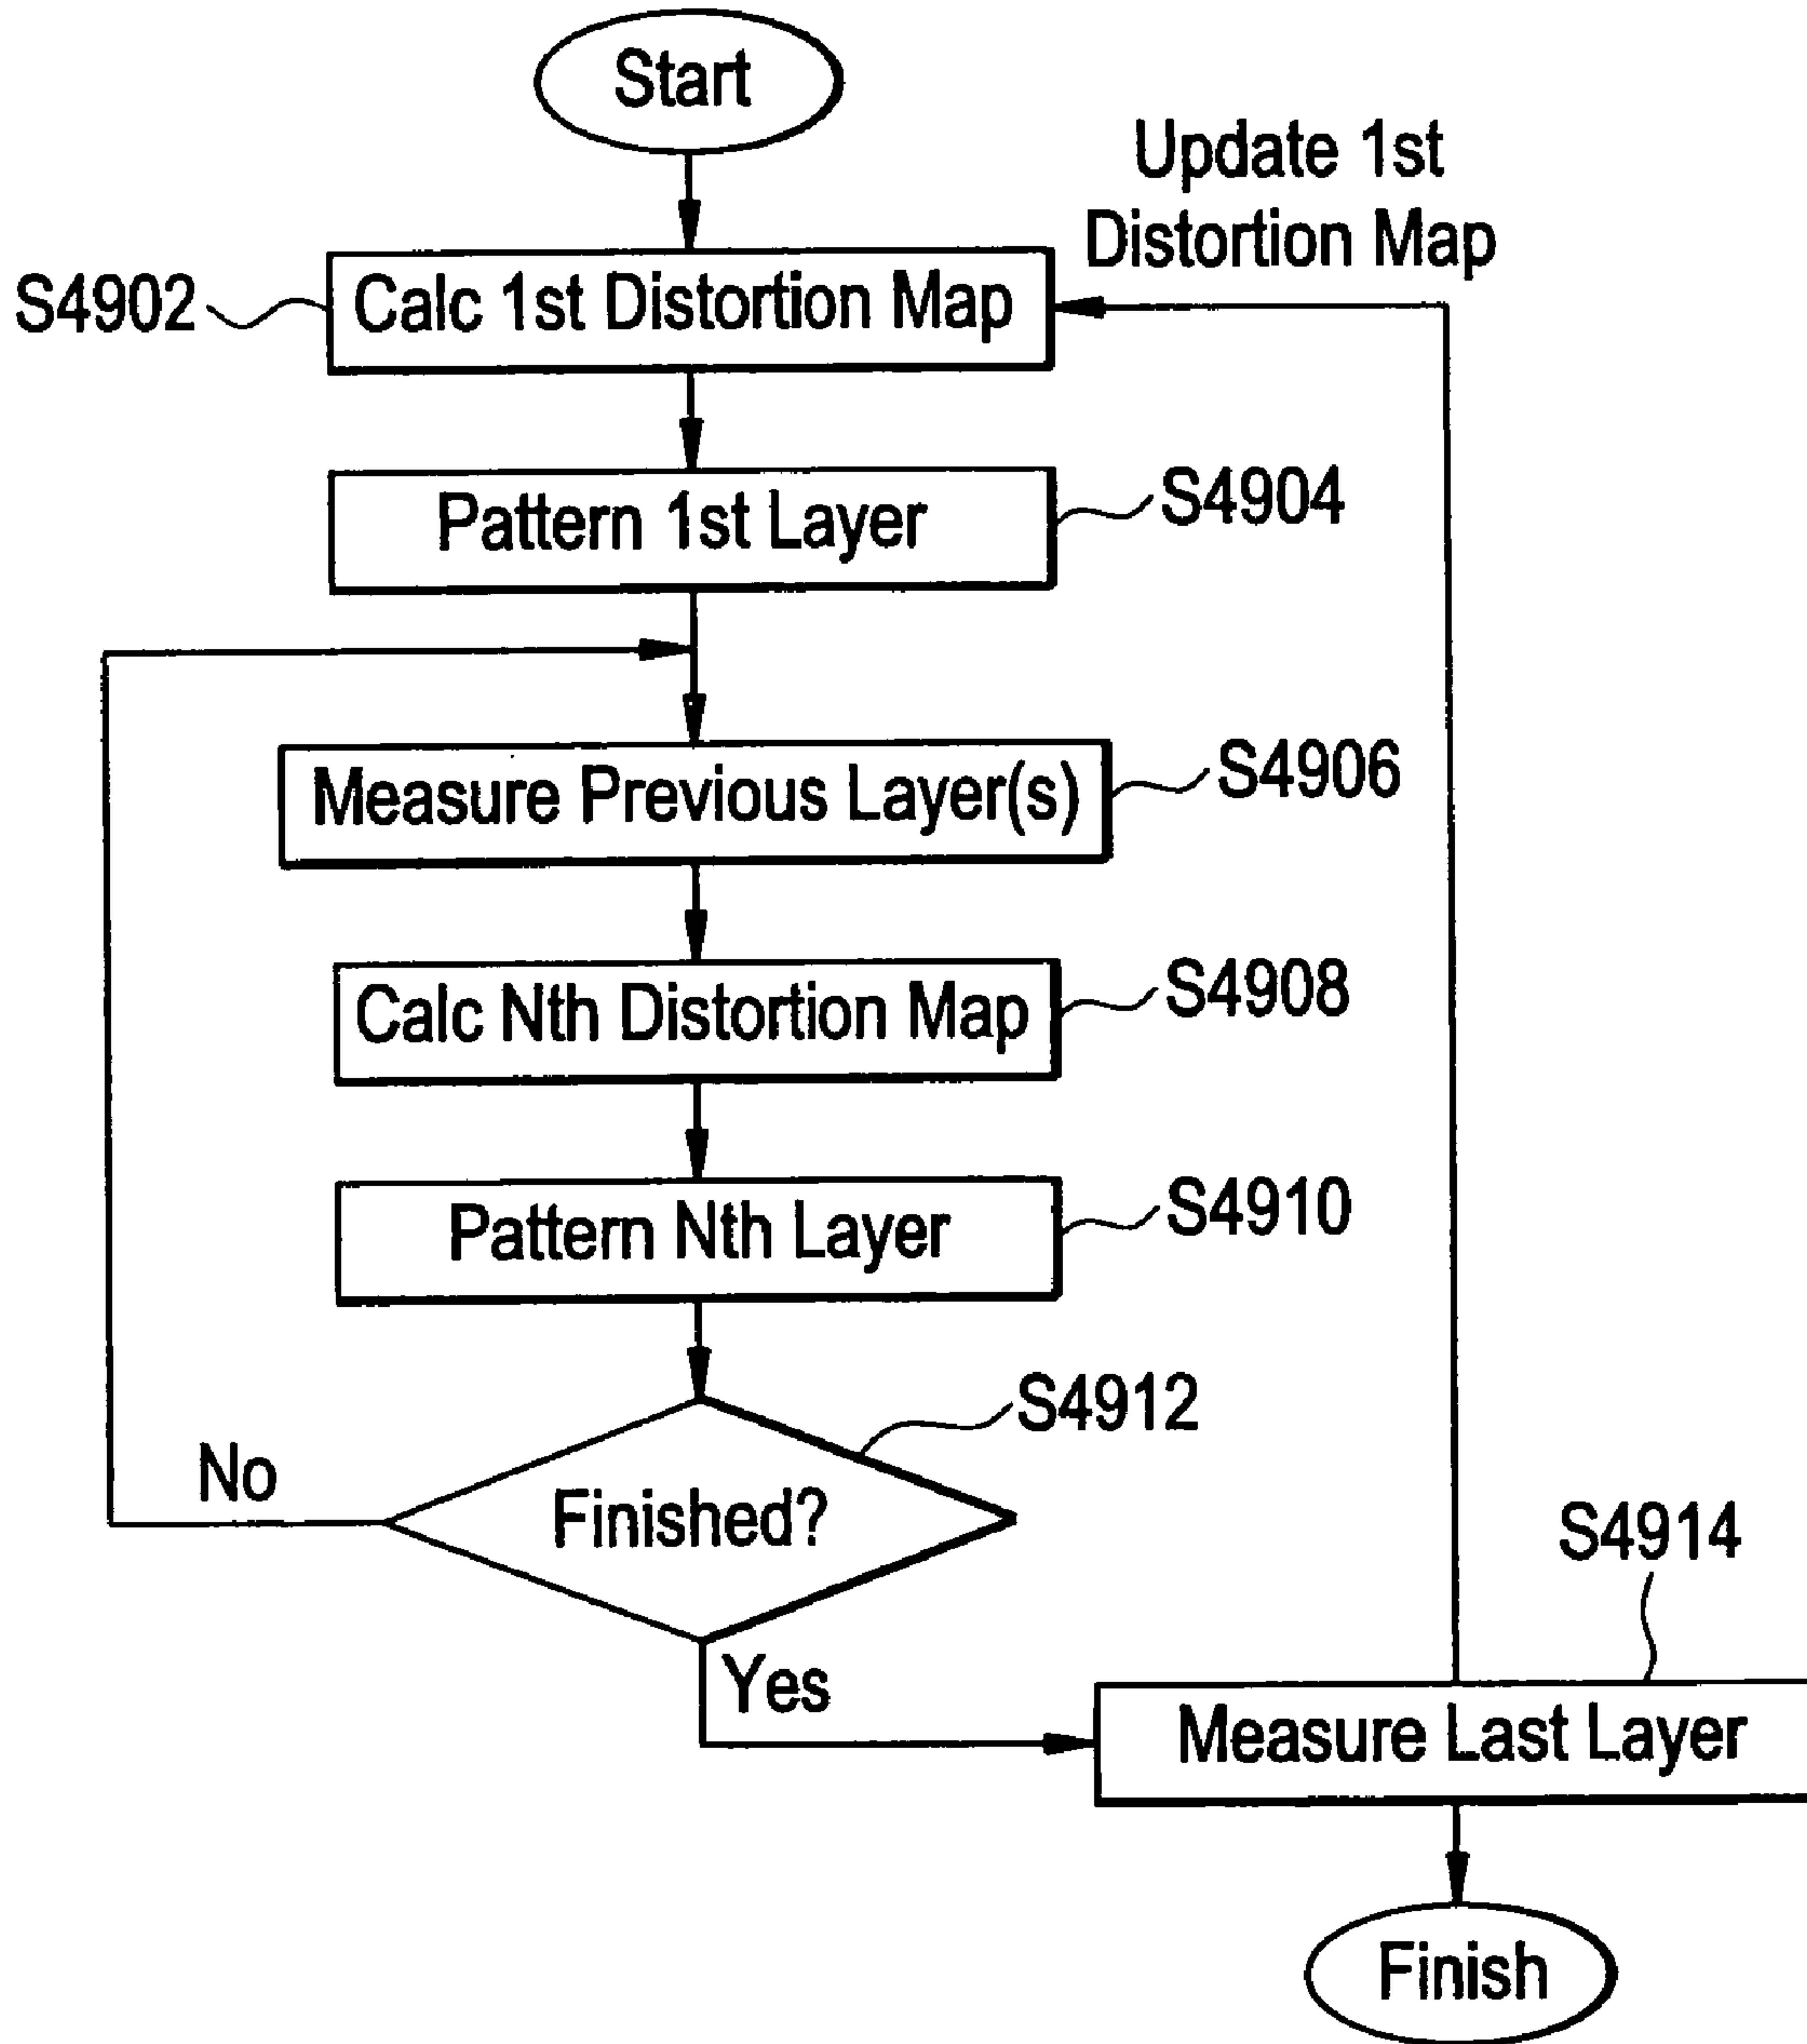 Start
Update 1st
Distortion Map
S4902
Calc 1st Distortion Map
Pattern 1st Layer
S4904
Measure Previous Layer(s)
S4906
Calc Nth Distortion Map
S4908
Pattern Nth Layer
S4910
S4912
No
Finished?
Yes
S4914
Measure Last Layer
Finish